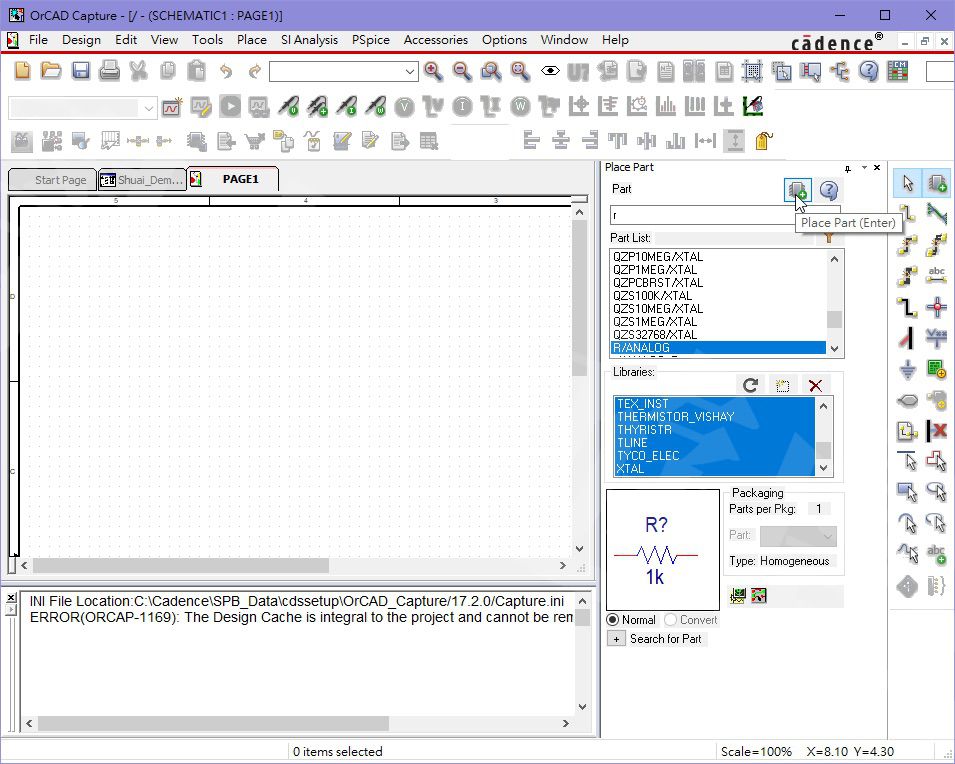 OrCAD Capture - [/ - (SCHEMATIC1 : PAGE1)]
File Design Edit View Tools Place SI Analysis PSpice Accessories Options Window Help
cādence®
Start Page
Shuai_Dem...
PAGE1
5 4 3
D
C
Place Part
Part
r
Place Part (Enter)
Part List:
QZP10MEG/XTAL
QZP1MEG/XTAL
QZPCBRST/XTAL
QZS100K/XTAL
QZS10MEG/XTAL
QZS1MEG/XTAL
QZS32768/XTAL
R/ANALOG
Libraries:
TEX_INST
THERMISTOR_VISHAY
THYRISTR
TLINE
TYCO_ELEC
XTAL
R?
1k
Packaging
Parts per Pkg: 1
Part:
Type: Homogeneous
Normal Convert
+ Search for Part
INI File Location:C:\Cadence\SPB_Data\cdssetup\OrCAD_Capture/17.2.0/Capture.ini
ERROR(ORCAP-1169): The Design Cache is integral to the project and cannot be
0 items selected
Scale=100% X=8.10 Y=4.30